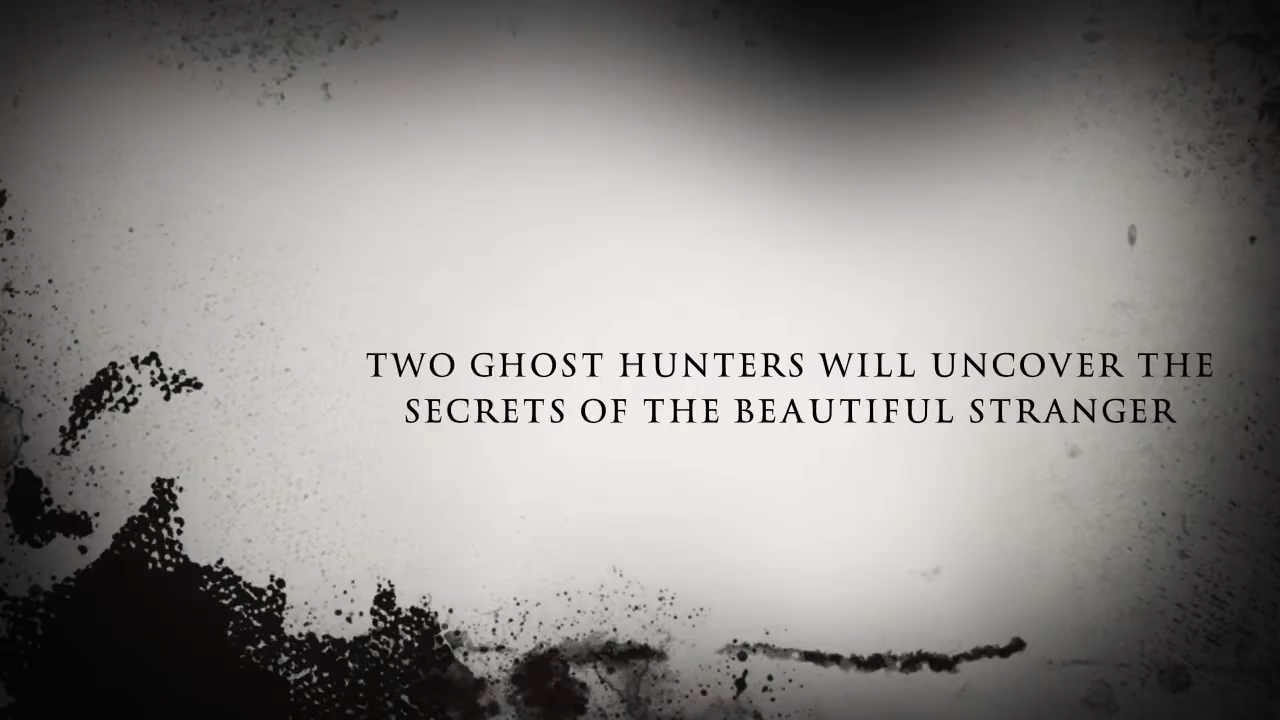 TWO GHOST HUNTERS WILL UNCOVER THE
SECRETS OF THE BEAUTIFUL STRANGER